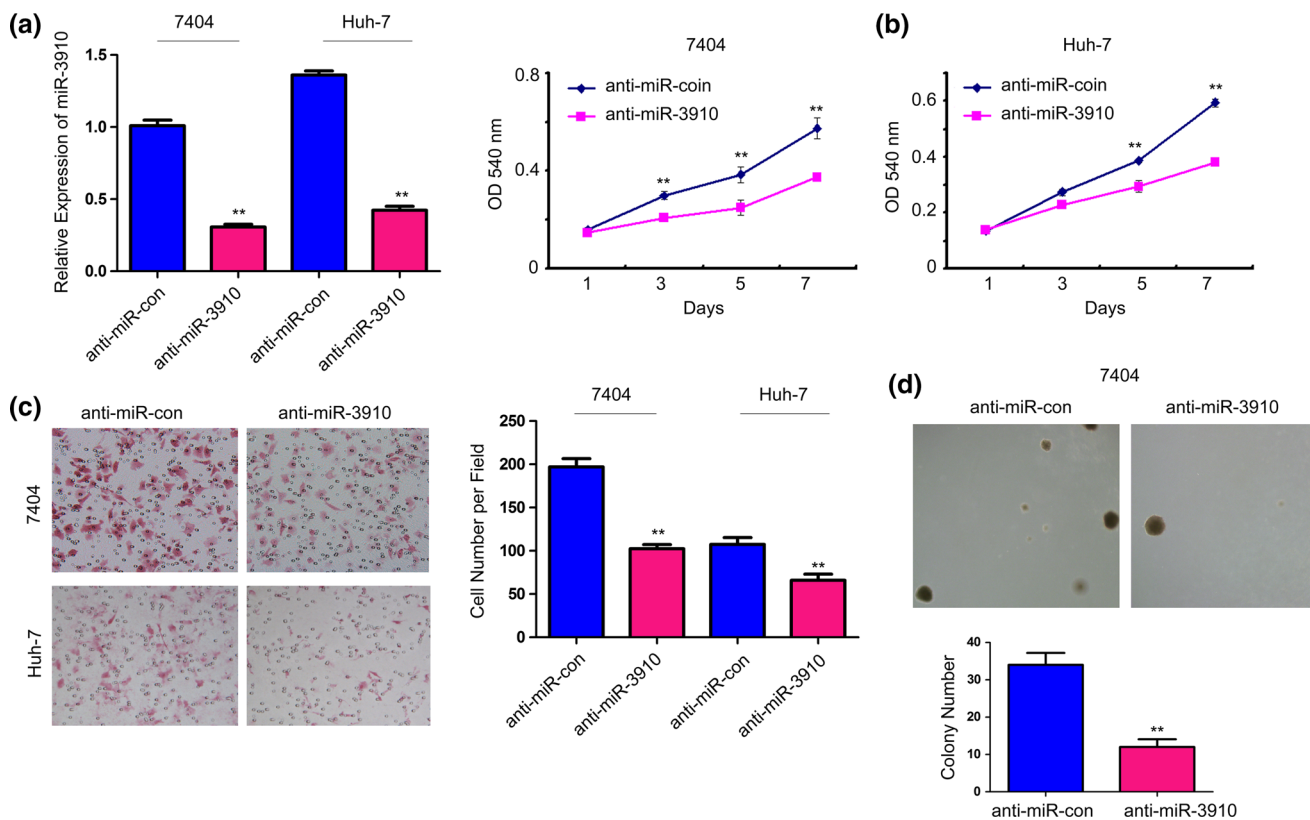 (a)
7404
Huh-7
Relative Expression of miR-3910
1.5
1.0
0.5
0.0
**
**
anti-miR-con
anti-miR-3910
anti-miR-con
anti-miR-3910
7404
anti-miR-coin
anti-miR-3910
OD 540 nm
0.8
0.4
0
**
**
**
1 3 5 7
Days
(b)
Huh-7
anti-miR-coin
anti-miR-3910
OD 540 nm
0.6
0.4
0.2
0
**
**
1 3 5 7
Days
(c)
anti-miR-con
anti-miR-3910
7404
Huh-7
7404
Huh-7
Cell Number per Field
250
200
150
100
50
0
**
**
anti-miR-con
anti-miR-3910
anti-miR-con
anti-miR-3910
(d)
7404
anti-miR-con
anti-miR-3910
Colony Number
40
30
20
10
0
**
anti-miR-con
anti-miR-3910